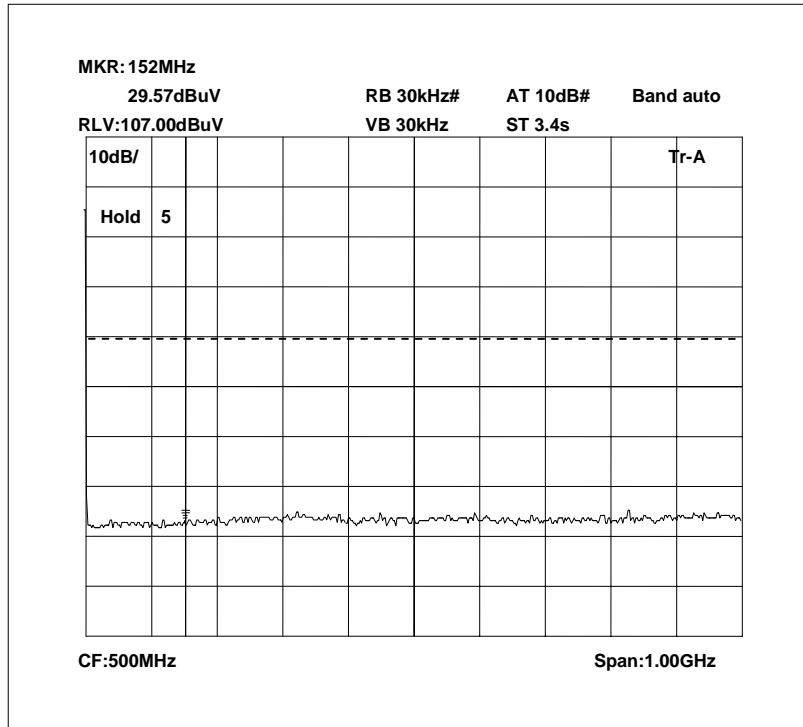 MKR: 152MHz
29.57dBuV RB 30kHz# AT 10dB# Band auto
RLV:107.00dBuV VB 30kHz ST 3.4s
10dB/ Tr-A
Hold 5
CF:500MHz Span:1.00GHz